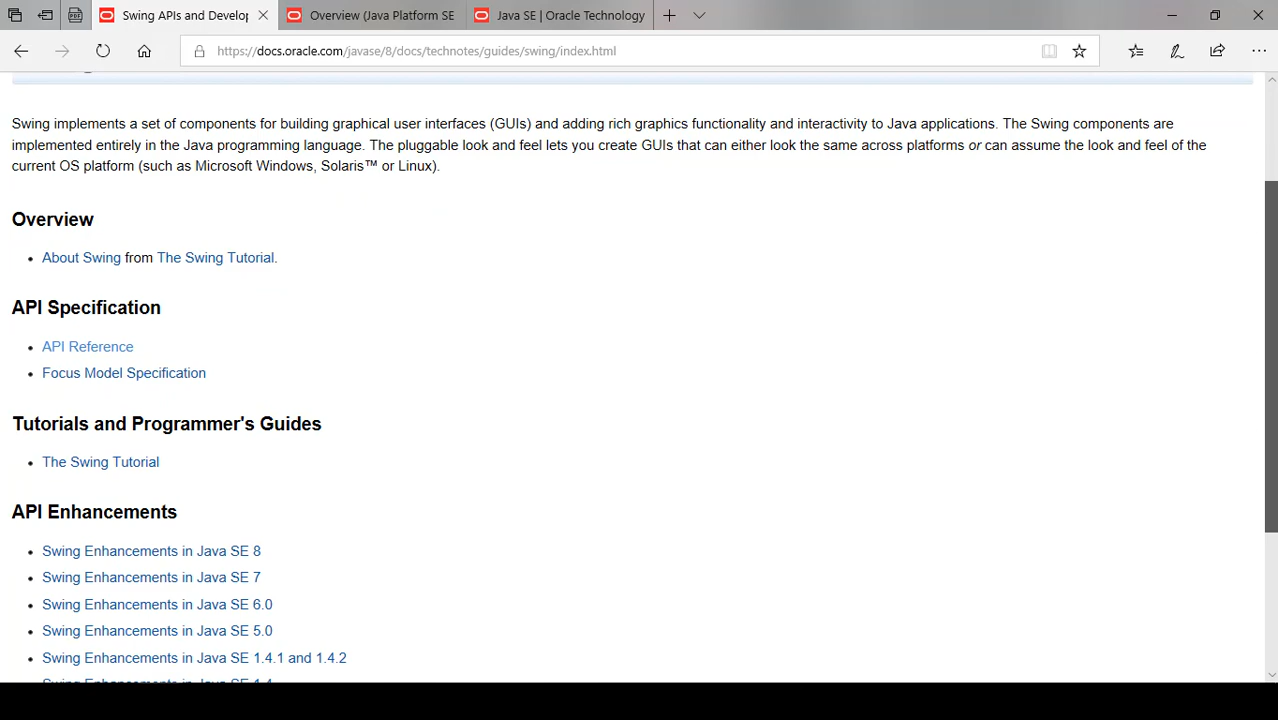 Swing APIs and Develop
Overview (Java Platform SE
Java SE | Oracle Technology
https://docs.oracle.com/javase/8/docs/technotes/guides/swing/index.html
Swing implements a set of components for building graphical user interfaces (GUIs) and adding rich graphics functionality and interactivity to Java applications. The Swing components are
implemented entirely in the Java programming language. The pluggable look and feel lets you create GUIs that can either look the same across platforms or can assume the look and feel of the
current OS platform (such as Microsoft Windows, Solaris™ or Linux).
Overview
• About Swing from The Swing Tutorial.
API Specification
• API Reference
• Focus Model Specification
Tutorials and Programmer's Guides
• The Swing Tutorial
API Enhancements
• Swing Enhancements in Java SE 8
• Swing Enhancements in Java SE 7
• Swing Enhancements in Java SE 6.0
• Swing Enhancements in Java SE 5.0
• Swing Enhancements in Java SE 1.4.1 and 1.4.2
Swing Enhancements in Java SE 1.4